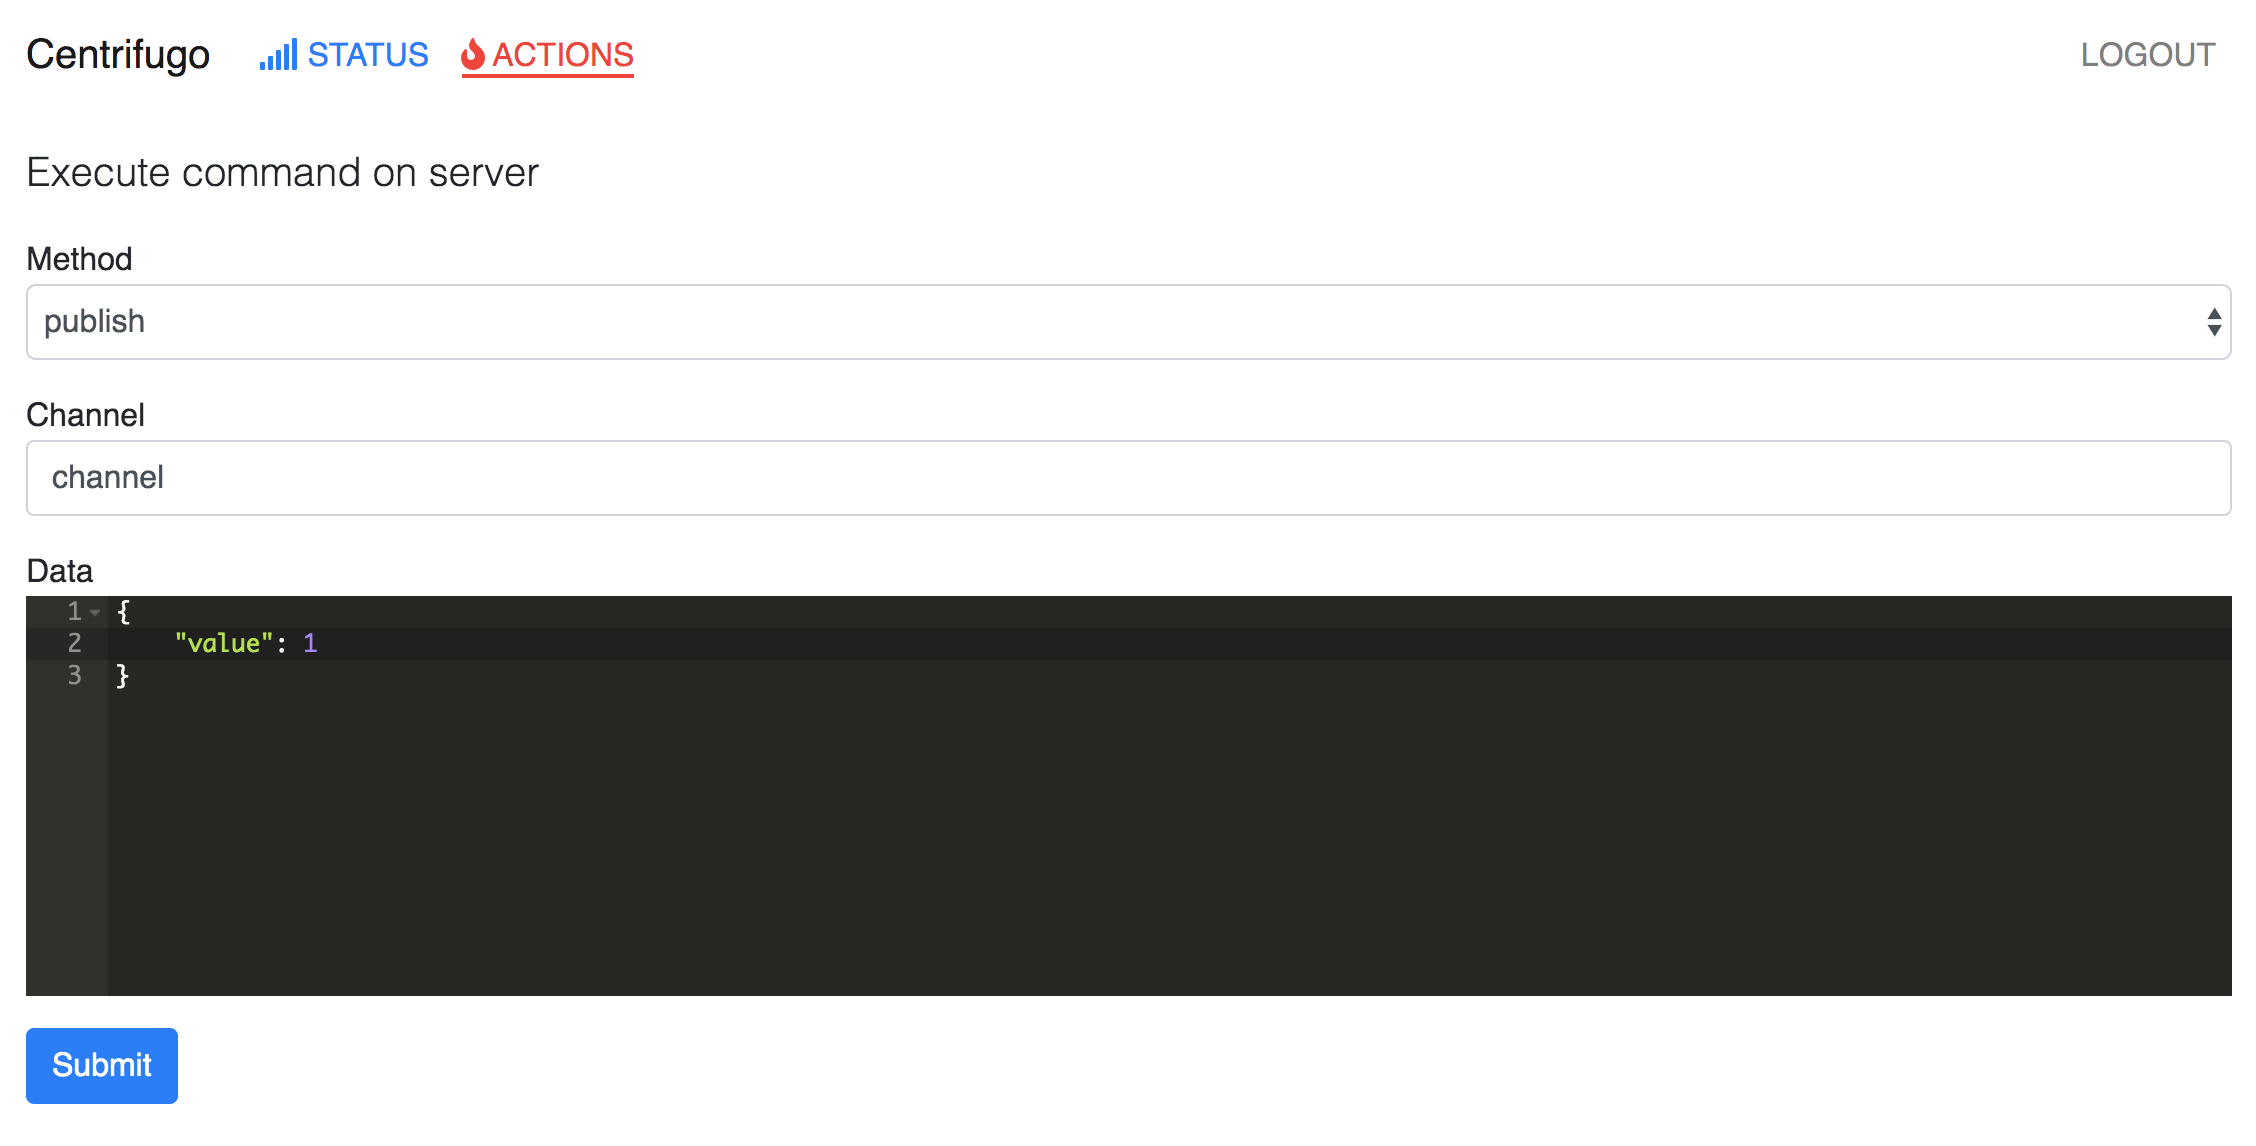 Centrifugo STATUS ACTIONS LOGOUT
Execute command on server
Method
publish
Channel
channel
Data
1 {
2 "value": 1
3 }
Submit